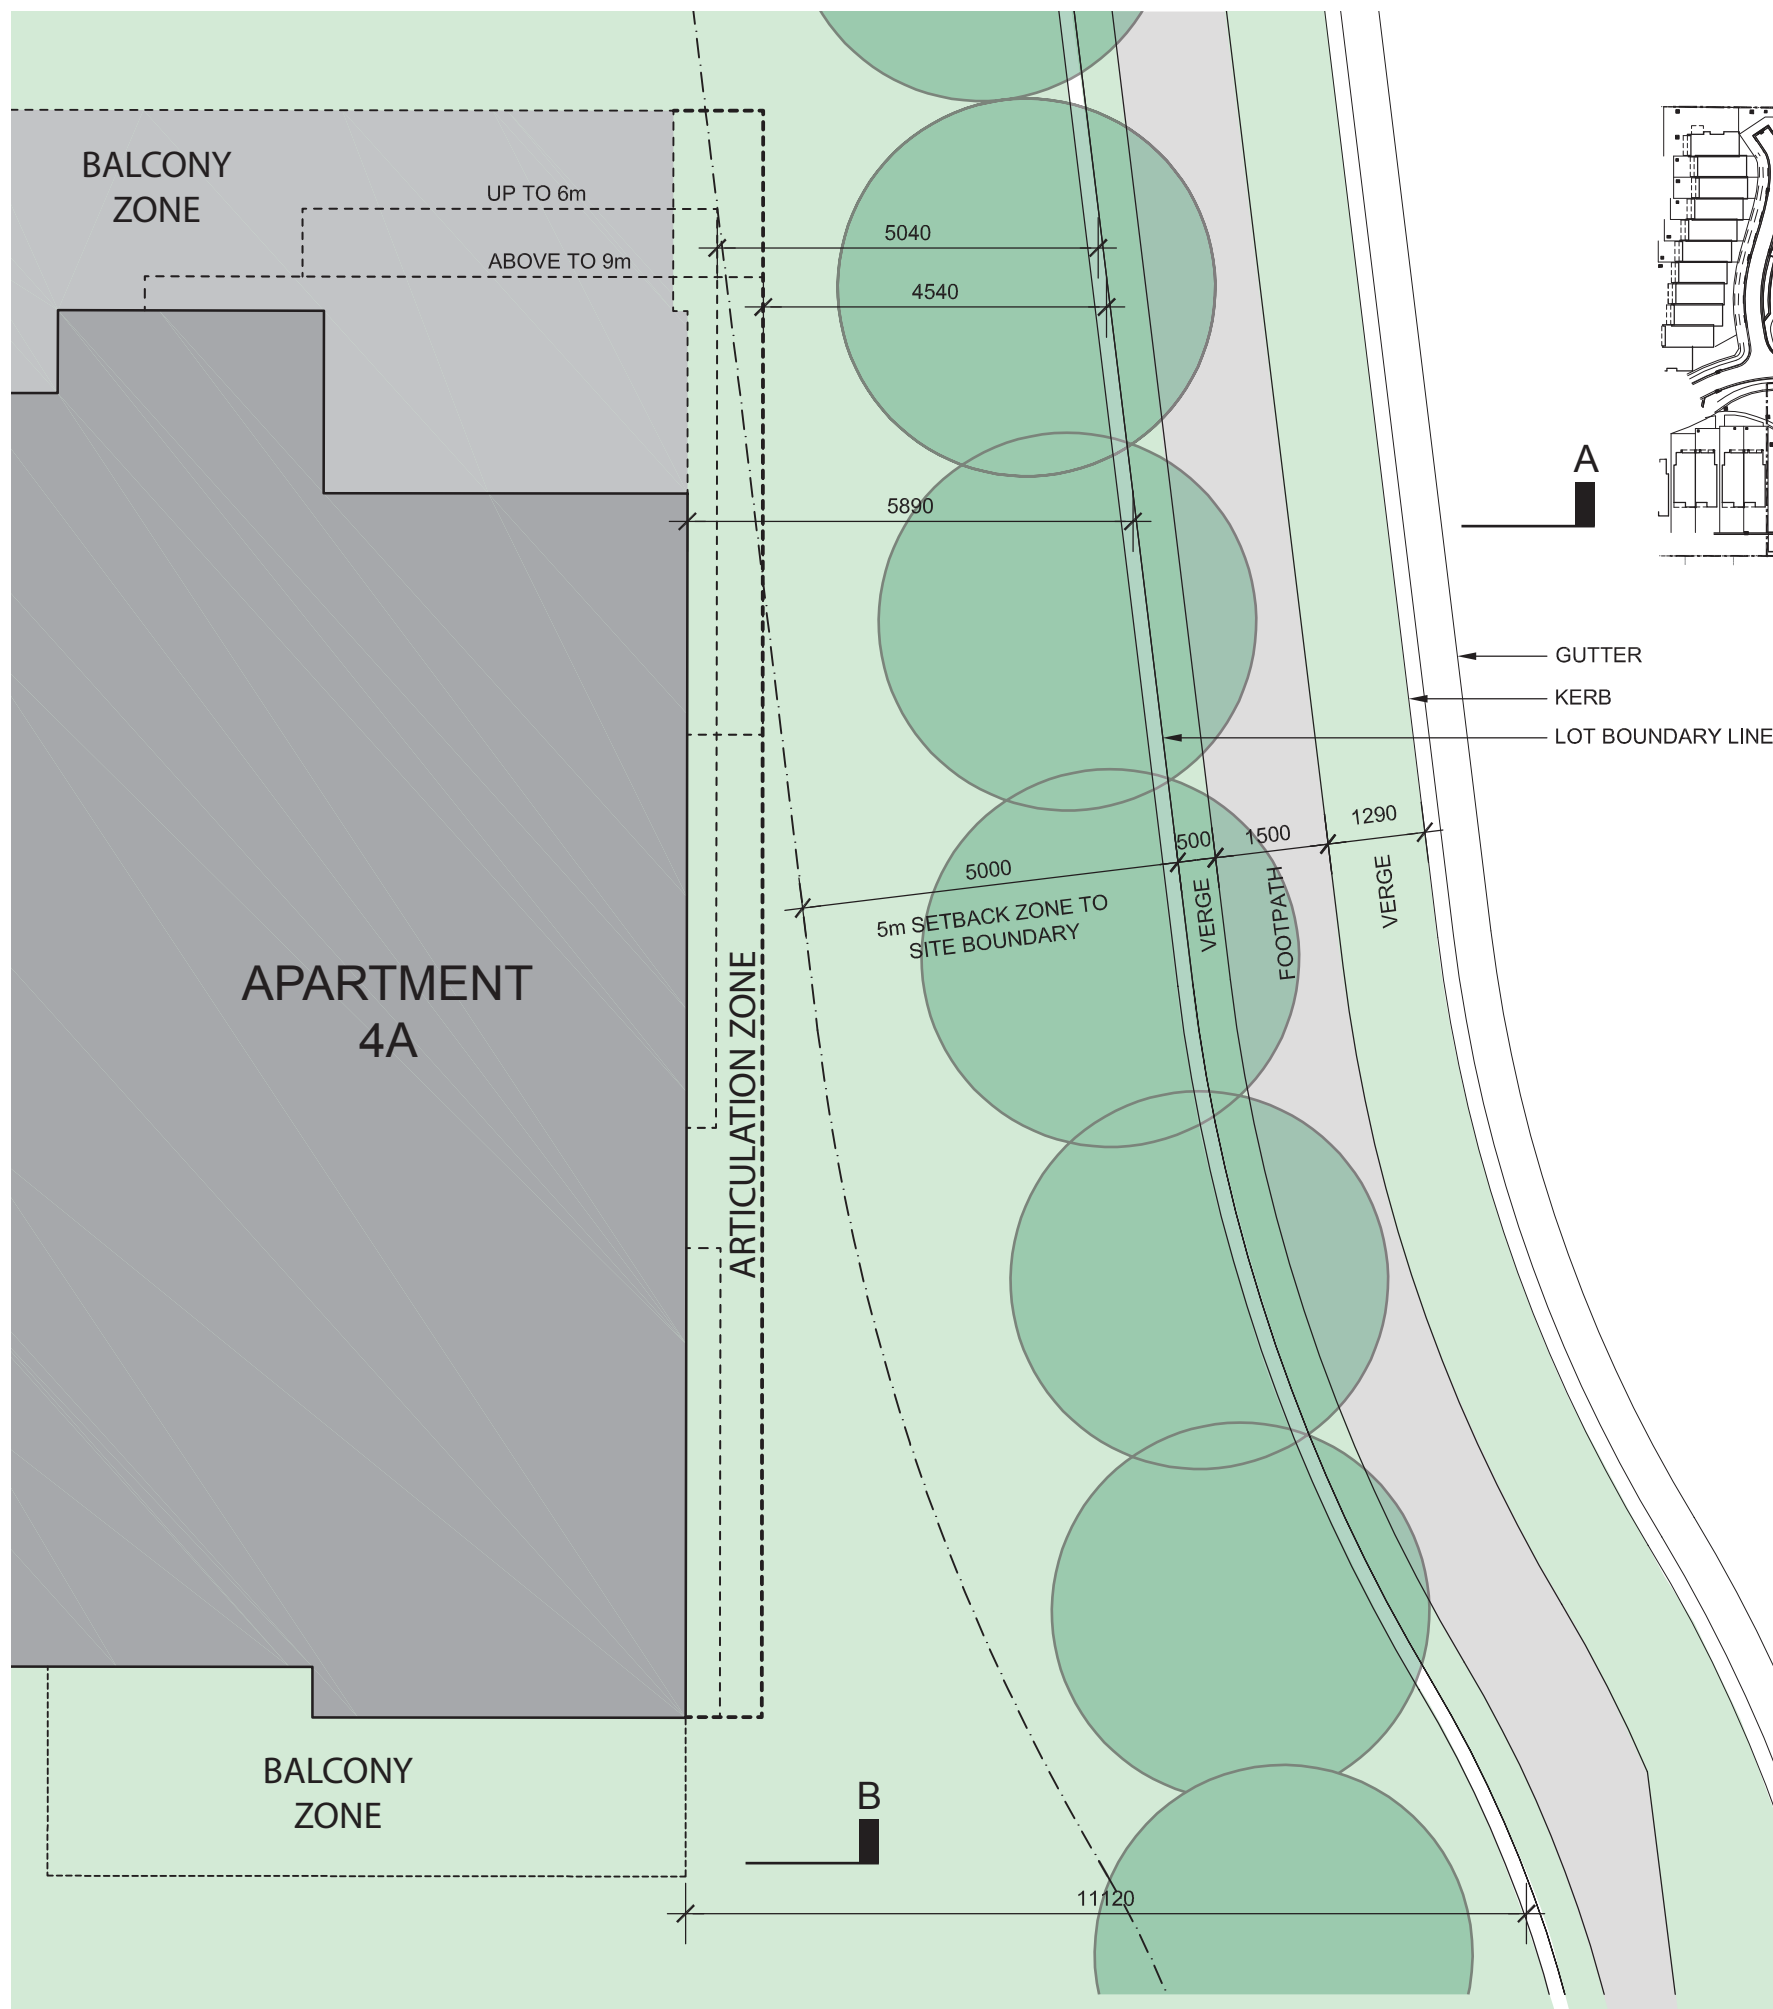 BALCONY
ZONE
UP TO 6m
5040
ABOVE TO 9m
4540
A
5890
GUTTER
KERB
LOT BOUNDARY LINE
1290
1500
500
5000
5m SETBACK ZONE TO
SITE BOUNDARY
VERGE
FOOTPATH
VERGE
APARTMENT
4A
ARTICULATION ZONE
BALCONY
ZONE
B
11120